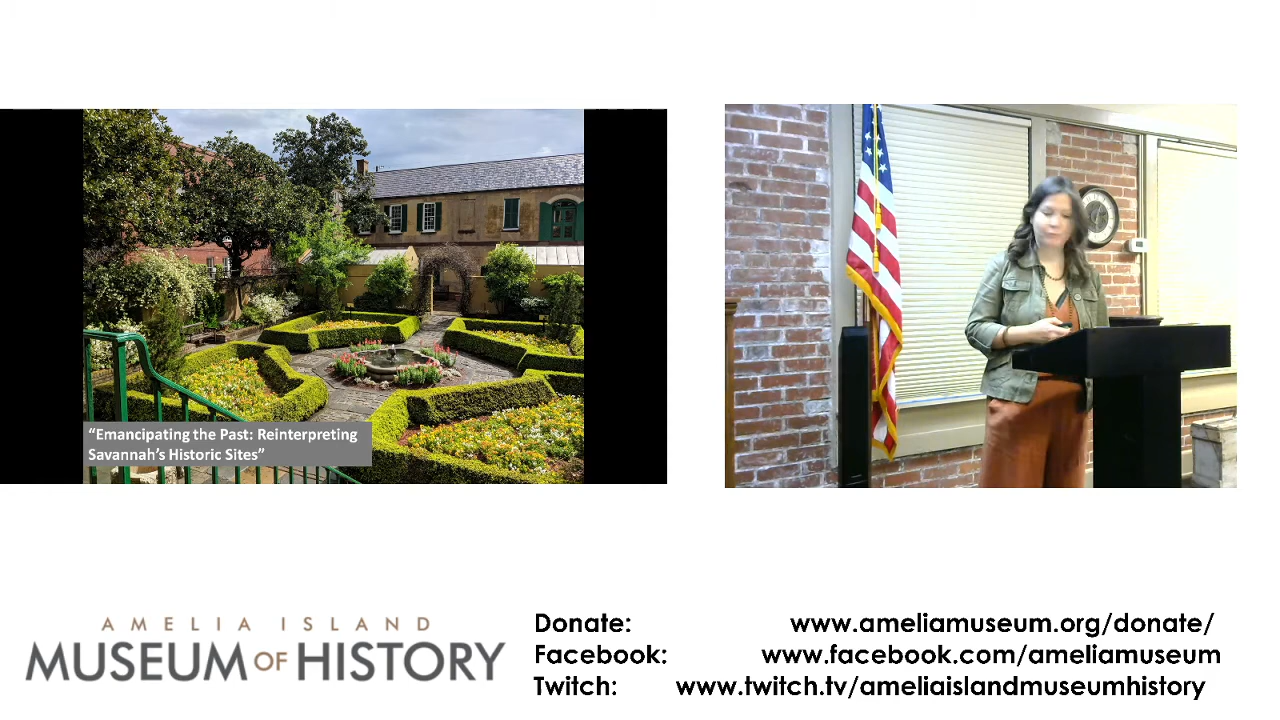 “Emancipating the Past: Reinterpreting
Savannah’s Historic Sites”
AMELIA ISLAND
MUSEUM OF HISTORY
Donate: www.ameliamuseum.org/donate/
Facebook: www.facebook.com/ameliamuseum
Twitch: www.twitch.tv/ameliaislandmuseumhistory